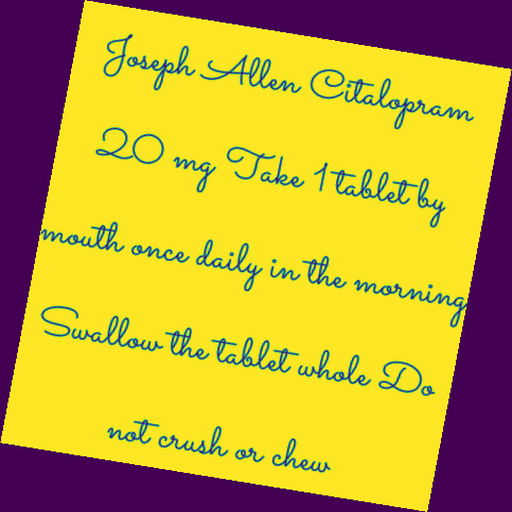 Joseph Allen Citalopram
20 mg Take 1 tablet by
mouth once daily in the morning
Swallow the tablet whole Do
not crush or chew